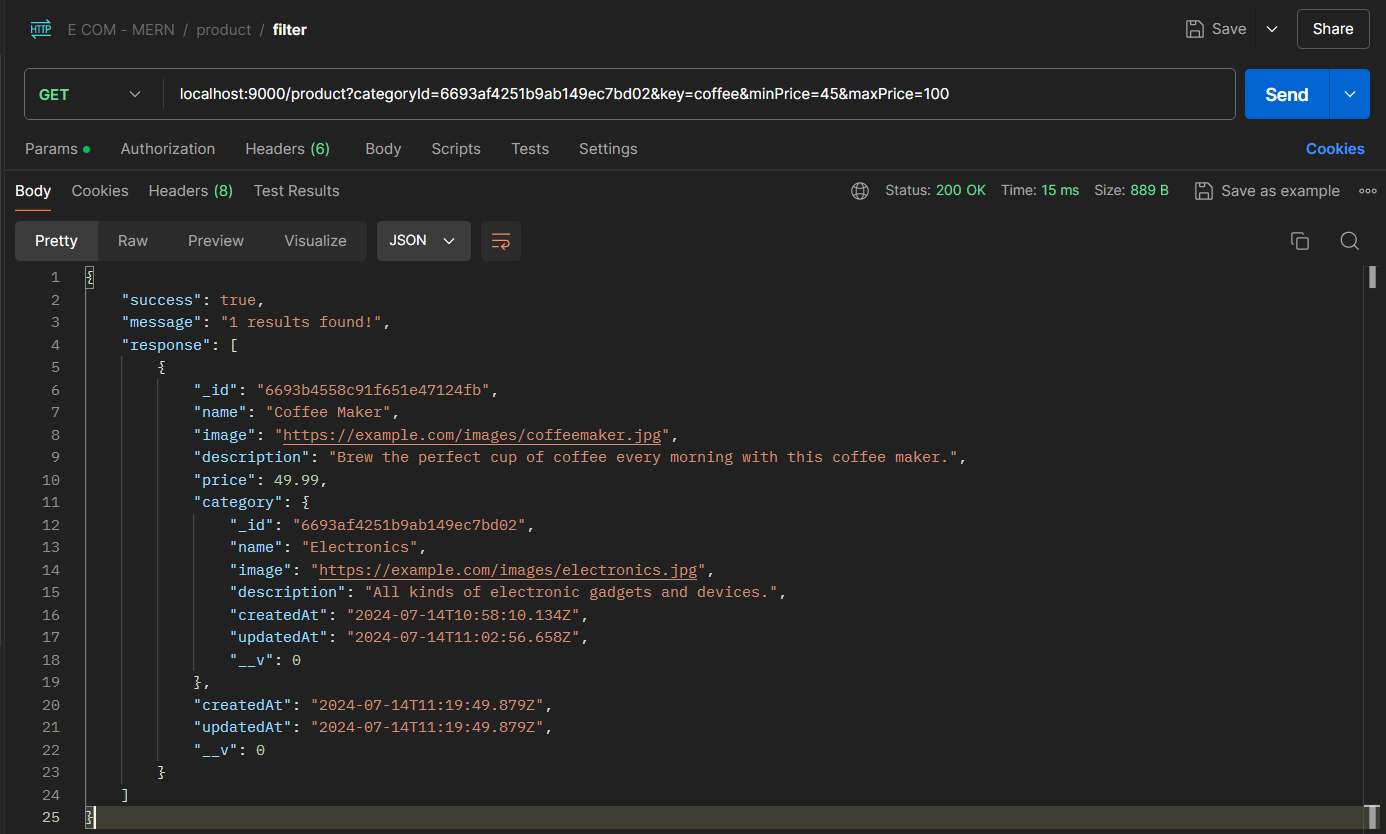 HTTP E COM - MERN / product / filter Save Share
GET localhost:9000/product?categoryId=6693af4251b9ab149ec7bd02&key=coffee&minPrice=45&maxPrice=100 Send
Params Authorization Headers (6) Body Scripts Tests Settings Cookies
Body Cookies Headers (8) Test Results Status: 200 OK Time: 15 ms Size: 889 B Save as example
Pretty Raw Preview Visualize JSON
1 {
2 "success": true,
3 "message": "1 results found!",
4 "response": [
5 {
6 "_id": "6693b4558c91f651e47124fb",
7 "name": "Coffee Maker",
8 "image": "https://example.com/images/coffeemaker.jpg",
9 "description": "Brew the perfect cup of coffee every morning with this coffee maker.",
10 "price": 49.99,
11 "category": {
12 "_id": "6693af4251b9ab149ec7bd02",
13 "name": "Electronics",
14 "image": "https://example.com/images/electronics.jpg",
15 "description": "All kinds of electronic gadgets and devices.",
16 "createdAt": "2024-07-14T10:58:10.134Z",
17 "updatedAt": "2024-07-14T11:02:56.658Z",
18 "__v": 0
19 },
20 "createdAt": "2024-07-14T11:19:49.879Z",
21 "updatedAt": "2024-07-14T11:19:49.879Z",
22 "__v": 0
23 }
24 ]
25 }